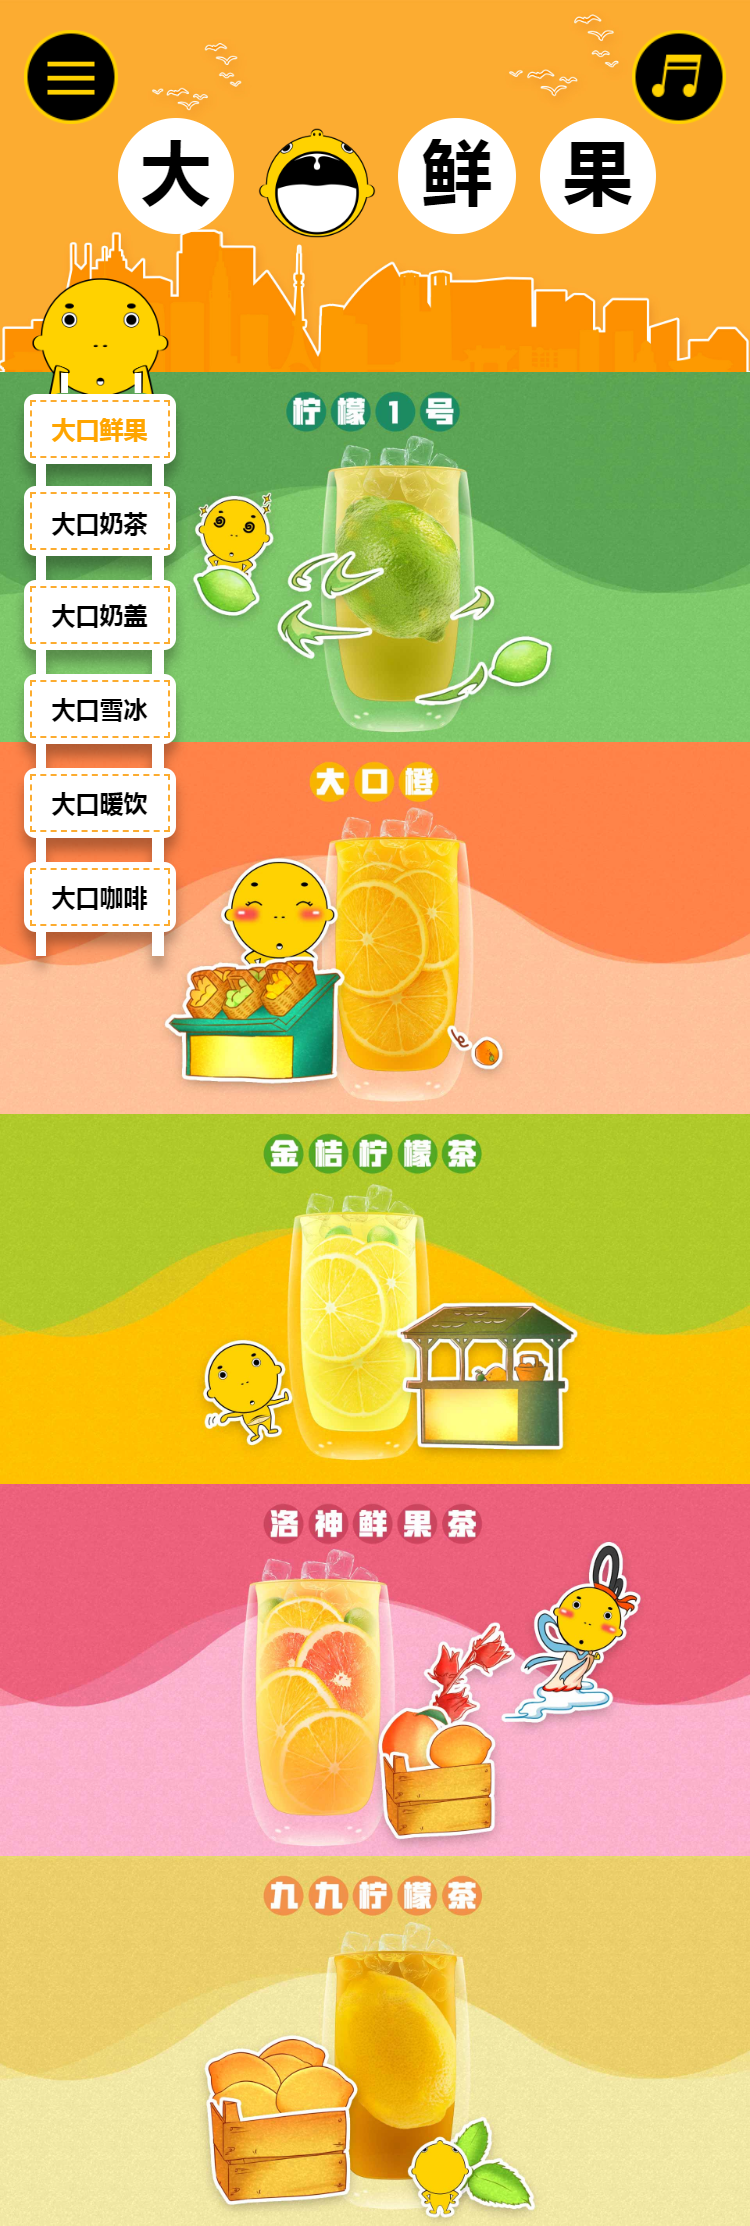 大 鲜果
柠檬1号
大口鲜果
大口奶茶
大口奶盖
大口雪冰
大口暖饮
大口咖啡
大口橙
金桔柠檬茶
洛神鲜果茶
九九柠檬茶